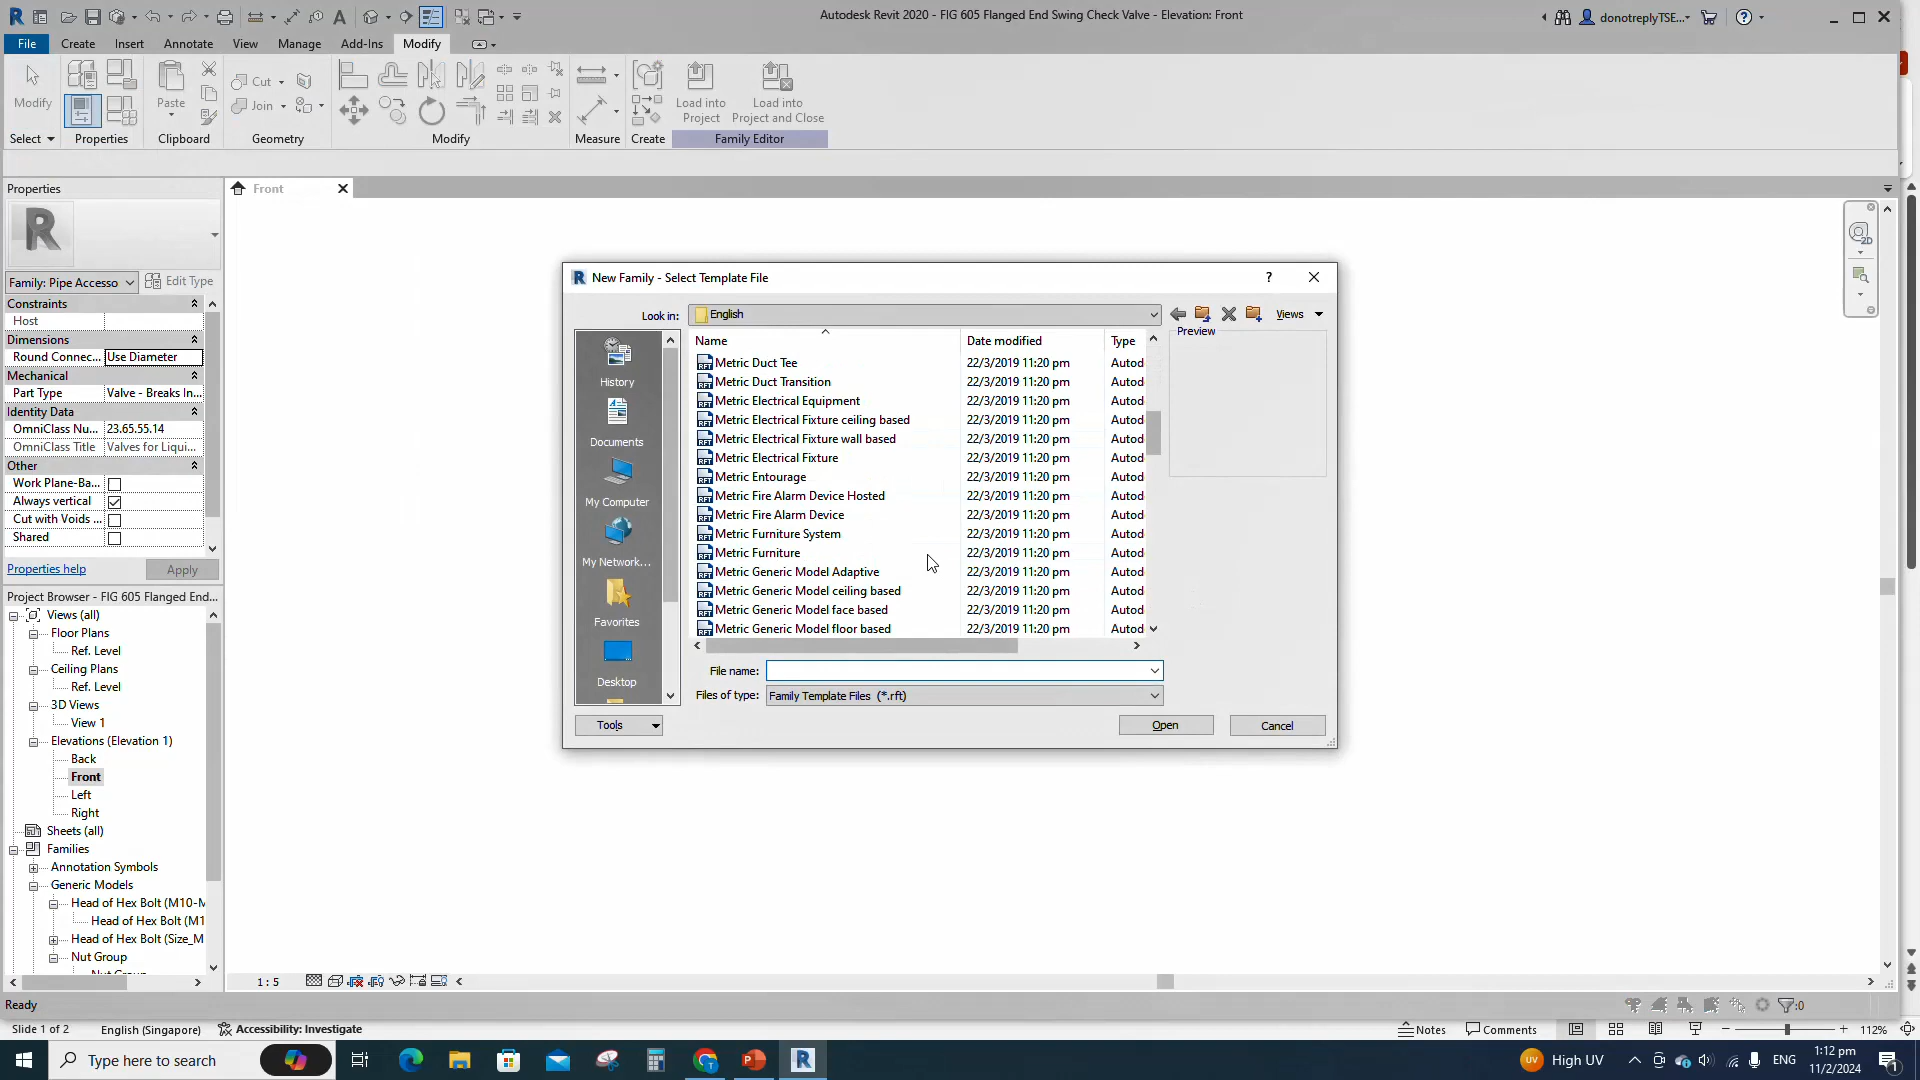 Autodesk Revit 2020 - FIG 605 Flanged End Swing Check Valve - Elevation: Front
donotreplyTSE...
File Create Insert Annotate View Manage Add-Ins Modify
Modify Paste Cut Join Load into Project Load into Project and Close
Select Properties Clipboard Geometry Modify Measure Create Family Editor
Properties
Front
R
Family: Pipe Accesso Edit Type
Constraints
Host
Dimensions
Round Connec... Use Diameter
Mechanical
Part Type Valve - Breaks In...
Identity Data
OmniClass Nu... 23.65.55.14
OmniClass Title Valves for Liqui...
Other
Work Plane-Ba...
Always vertical
Cut with Voids ...
Shared
Properties help Apply
Project Browser - FIG 605 Flanged End...
Views (all)
Floor Plans
Ref. Level
Ceiling Plans
Ref. Level
3D Views
View 1
Elevations (Elevation 1)
Back
Front
Left
Right
Sheets (all)
Families
Annotation Symbols
Generic Models
Head of Hex Bolt (M10-M
Head of Hex Bolt (M1
Head of Hex Bolt (Size_M
Nut Group
New Family - Select Template File
Look in: English Views
Preview
History
Documents
My Computer
My Network...
Favorites
Desktop
Name Date modified Type
Metric Duct Tee 22/3/2019 11:20 pm Autod
Metric Duct Transition 22/3/2019 11:20 pm Autod
Metric Electrical Equipment 22/3/2019 11:20 pm Autod
Metric Electrical Fixture ceiling based 22/3/2019 11:20 pm Autod
Metric Electrical Fixture wall based 22/3/2019 11:20 pm Autod
Metric Electrical Fixture 22/3/2019 11:20 pm Autod
Metric Entourage 22/3/2019 11:20 pm Autod
Metric Fire Alarm Device Hosted 22/3/2019 11:20 pm Autod
Metric Fire Alarm Device 22/3/2019 11:20 pm Autod
Metric Furniture System 22/3/2019 11:20 pm Autod
Metric Furniture 22/3/2019 11:20 pm Autod
Metric Generic Model Adaptive 22/3/2019 11:20 pm Autod
Metric Generic Model ceiling based 22/3/2019 11:20 pm Autod
Metric Generic Model face based 22/3/2019 11:20 pm Autod
Metric Generic Model floor based 22/3/2019 11:20 pm Autod
File name:
Files of type: Family Template Files (*.rft)
Tools Open Cancel
1 : 5
Ready :0
Slide 1 of 2 English (Singapore) Accessibility: Investigate Notes Comments 112%
Type here to search High UV ENG 1:12 pm
11/2/2024